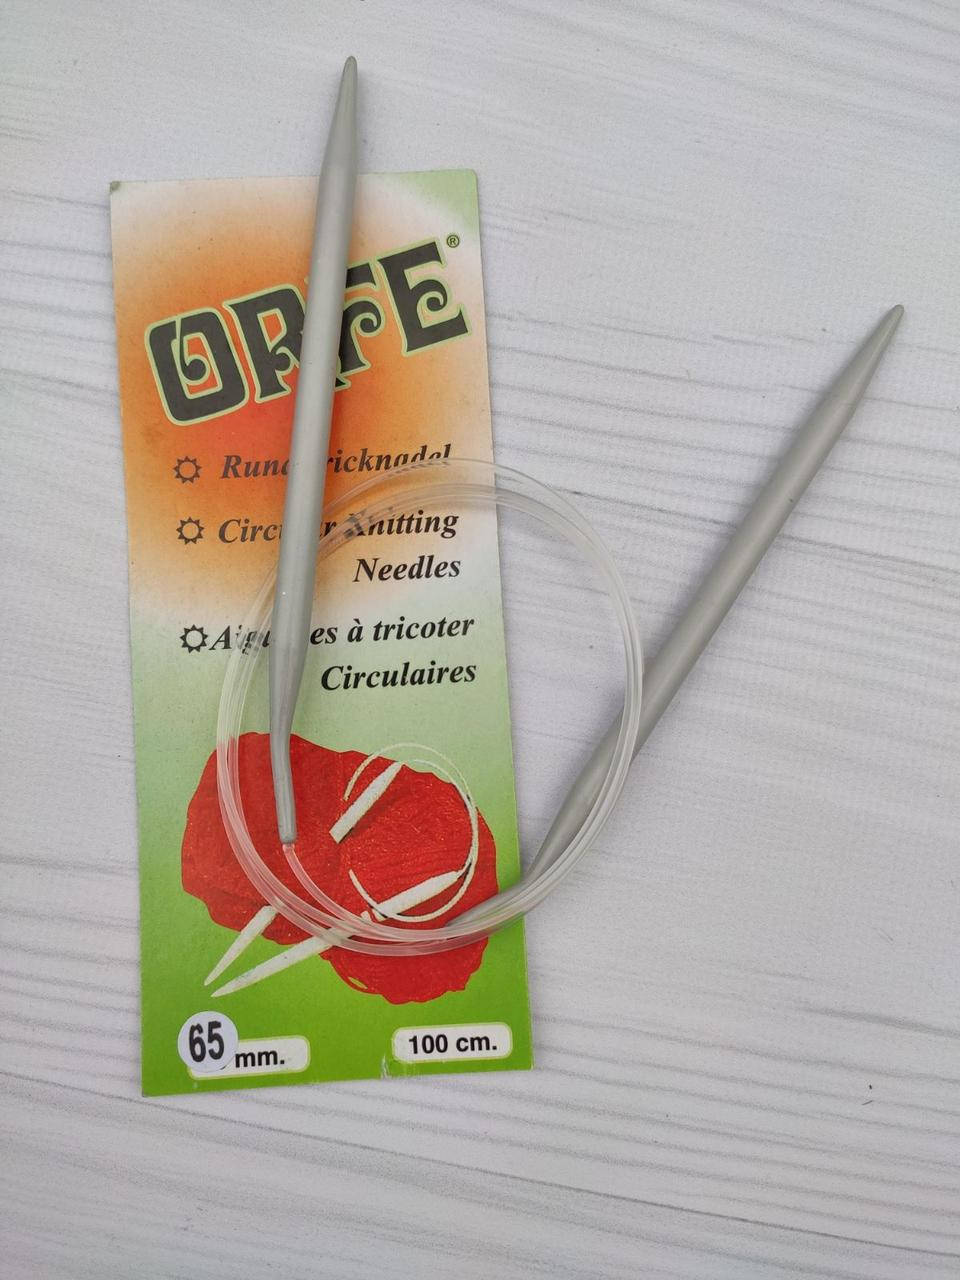 ORFE®
Knitting
Needles
à tricoter
Circulaires
65 mm.
100 cm.